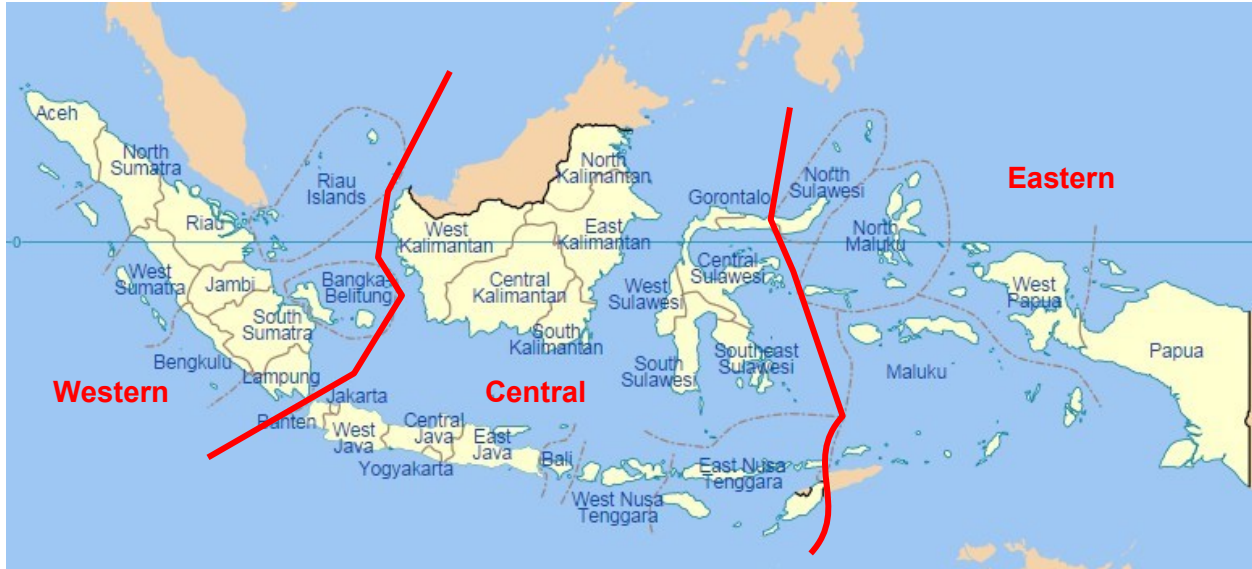 Aceh
North
Sumatra
Riau
Islands
Riau
0
West
Sumatra
Jambi
Bangka-
Belitung
South
Sumatra
Bengkulu
Lampung
Western
Banten
Jakarta
West
Java
Central
Java
Yogyakarta
East
Java
Bali
West Nusa
Tenggara
East Nusa
Tenggara
Central
North
Kalimantan
West
Kalimantan
East
Kalimantan
Central
Kalimantan
South
Kalimantan
Gorontalo
North
Sulawesi
Central
Sulawesi
West
Sulawesi
South
Sulawesi
Southeast
Sulawesi
Eastern
North
Maluku
Maluku
West
Papua
Papua